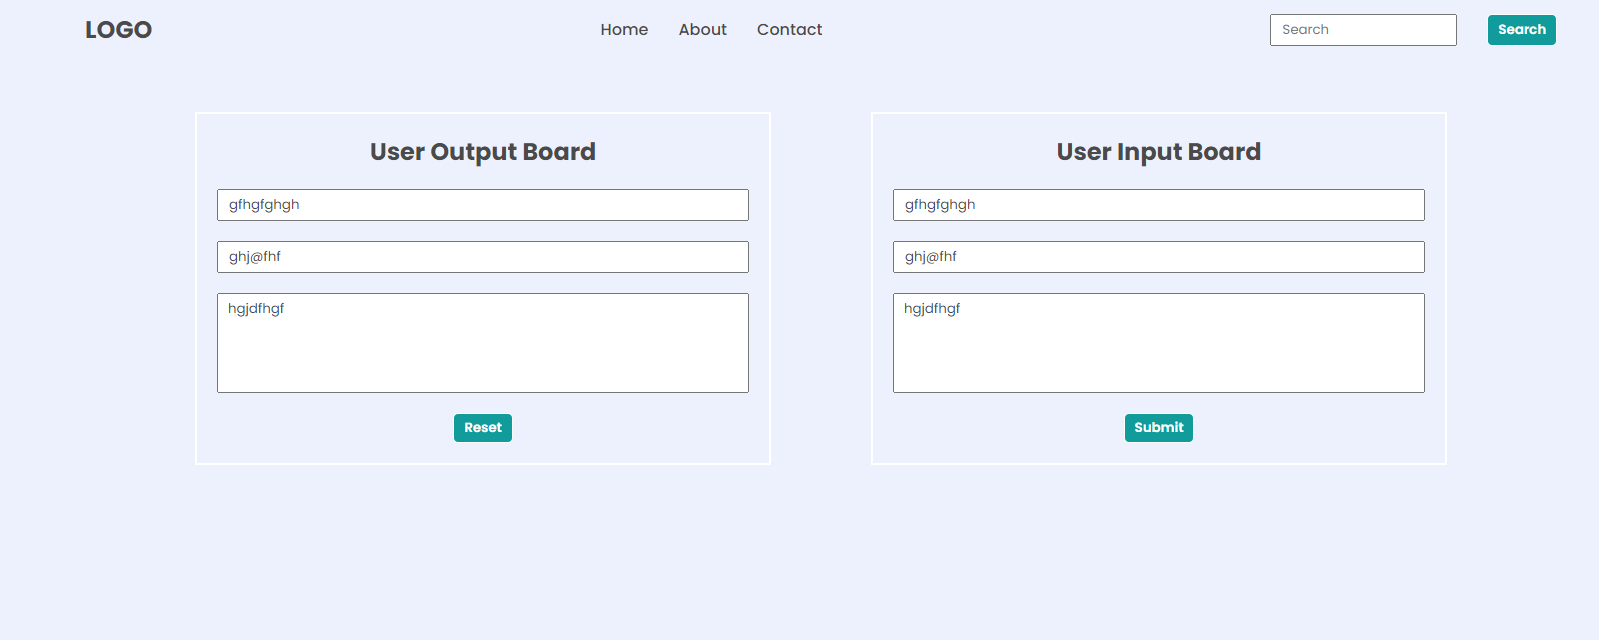 LOGO
Home About Contact
Search
Search
User Output Board
gfhgfghgh
ghj@fhf
hgjdfhgf
Reset
User Input Board
gfhgfghgh
ghj@fhf
hgjdfhgf
Submit